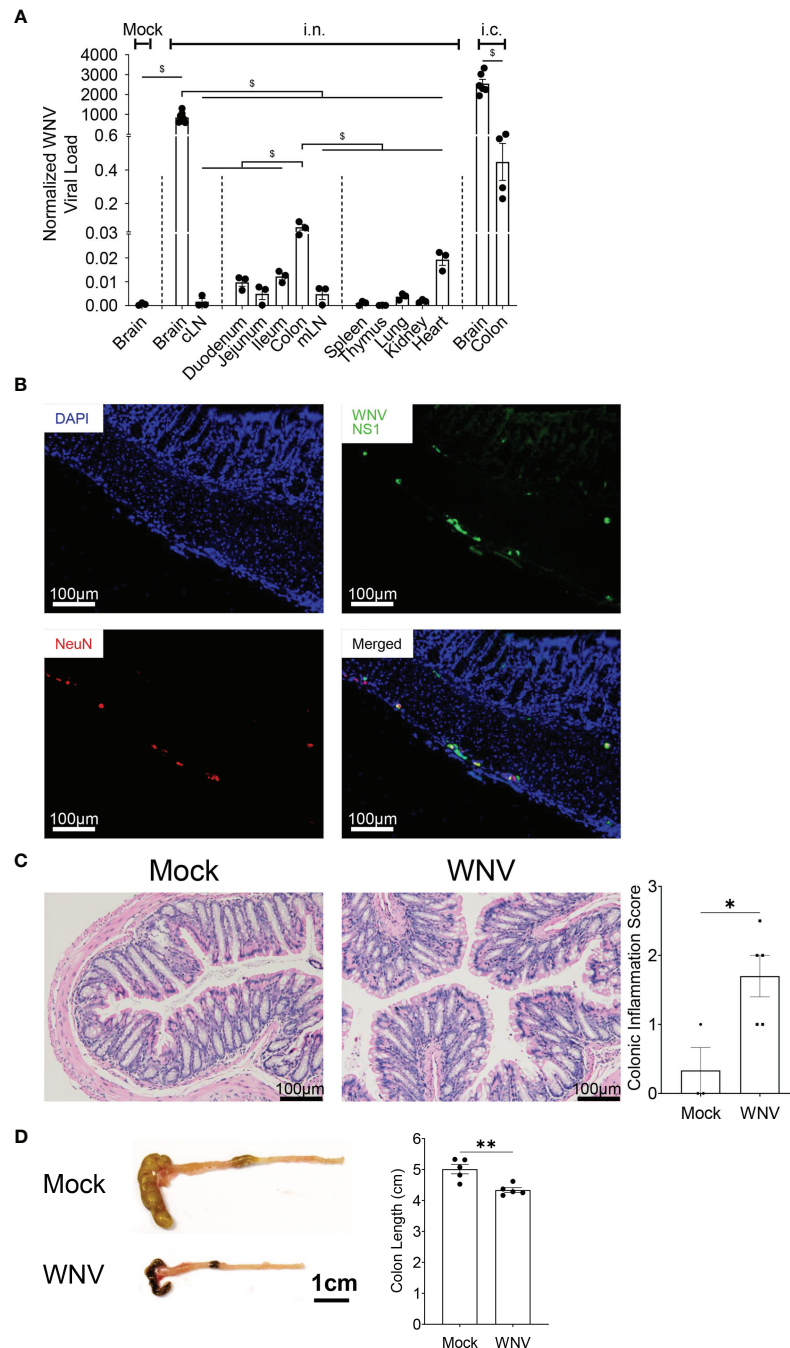 A
Mock
i.n.
i.c.
Normalized WNV
Viral Load
4000
3000
2000
1000
0.6
0.4
0.2
0.03
0.02
0.01
0.00
$
$
$
$
$
Brain
Brain
cLN
Duodenum
Jejunum
Ileum
Colon
mLN
Spleen
Thymus
Lung
Kidney
Heart
Brain
Colon
B
DAPI
100µm
WNV
NS1
100µm
NeuN
100µm
Merged
100µm
C
Mock
WNV
100µm
100µm
Colonic Inflammation Score
3
2
1
0
*
Mock
WNV
D
Mock
WNV
1cm
Colon Length (cm)
6
5
4
3
2
1
0
**
Mock
WNV